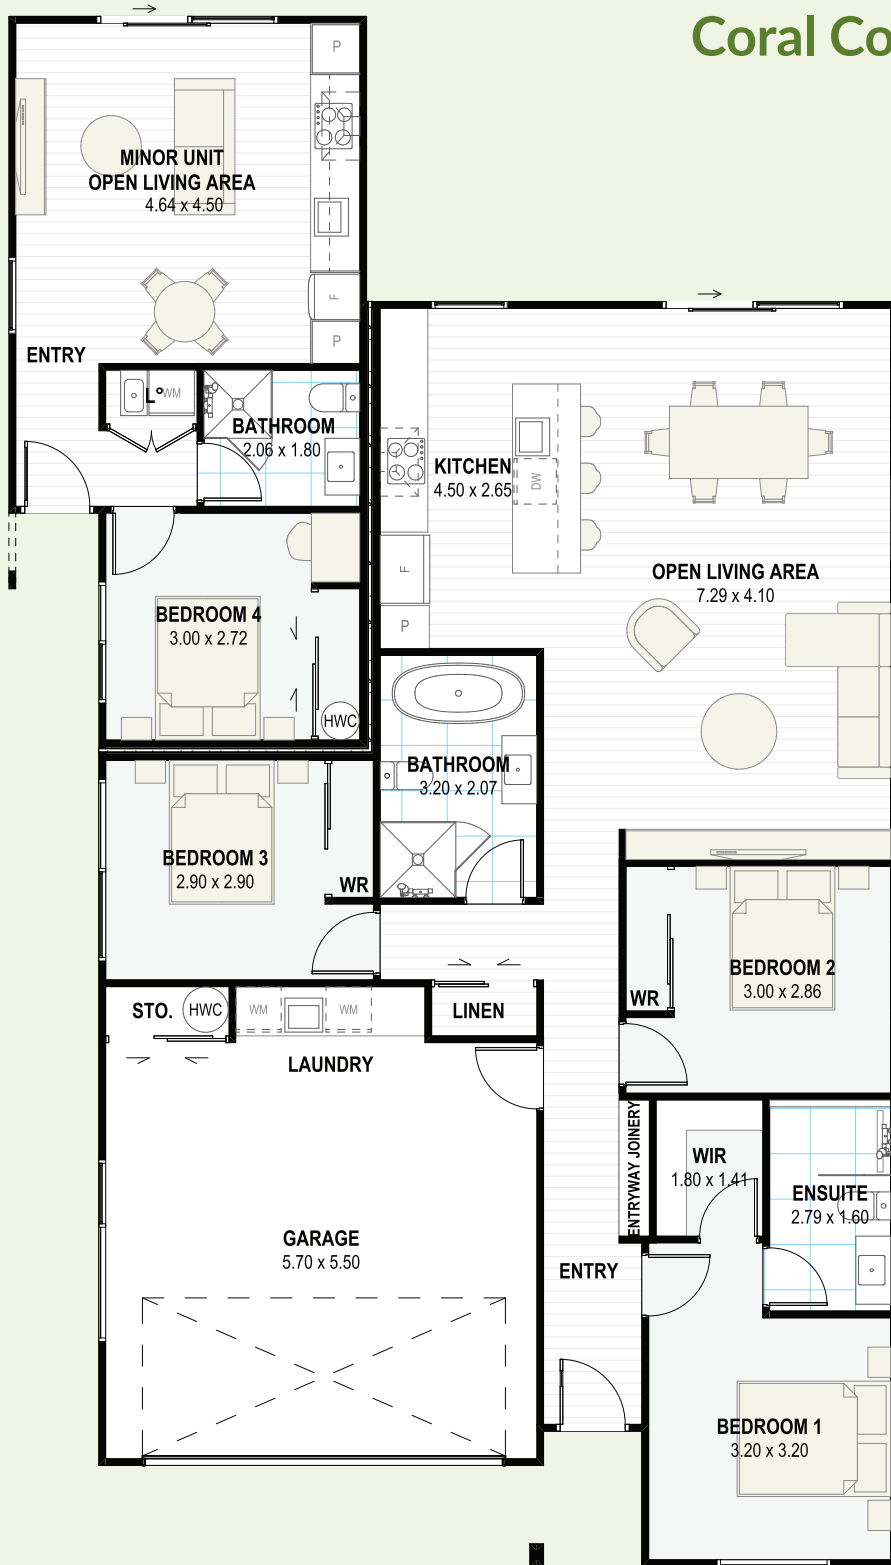 Coral Co
P
MINOR UNIT
OPEN LIVING AREA
4.64 x 4.50
F
P
ENTRY
L
WM
BATHROOM
2.06 x 1.80
KITCHEN
4.50 x 2.65
DW
F
P
OPEN LIVING AREA
7.29 x 4.10
BEDROOM 4
3.00 x 2.72
HWC
BATHROOM
3.20 x 2.07
BEDROOM 3
2.90 x 2.90
WR
BEDROOM 2
3.00 x 2.86
WR
STO.
HWC
WM
WM
LINEN
LAUNDRY
ENTRYWAY JOINERY
WIR
1.80 x 1.41
ENSUITE
2.79 x 1.60
GARAGE
5.70 x 5.50
ENTRY
BEDROOM 1
3.20 x 3.20